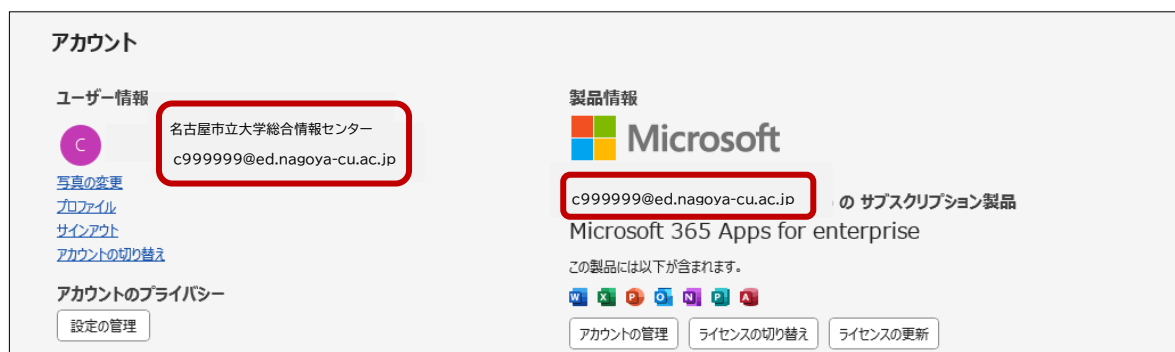 アカウント
ユーザー情報
C
名古屋市立大学総合情報センター
c999999@ed.nagoya-cu.ac.jp
写真の変更
プロファイル
サインアウト
アカウントの切り替え
アカウントのプライバシー
設定の管理
製品情報
Microsoft
c999999@ed.nagoya-cu.ac.jp の サブスクリプション製品
Microsoft 365 Apps for enterprise
この製品には以下が含まれます。
W X P O N P A
アカウントの管理 ライセンスの切り替え ライセンスの更新